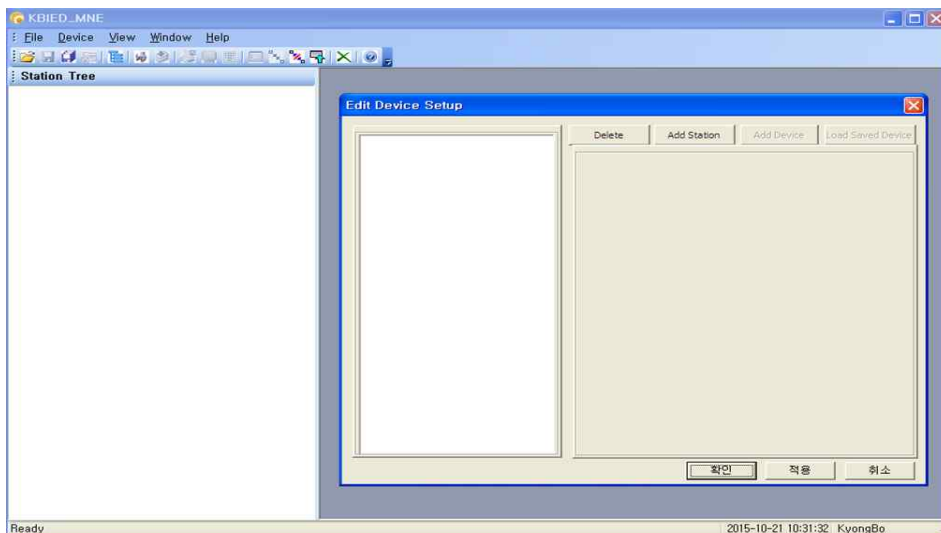 KBIED_MNE
File Device View Window Help
Station Tree
Edit Device Setup
Delete Add Station Add Device Load Saved Device
확인 적용 취소
Ready 2015-10-21 10:31:32 KyongBo